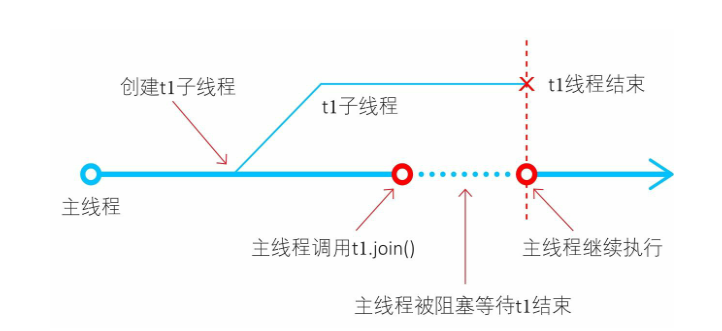 创建t1子线程
t1线程结束
t1子线程
主线程
主线程调用t1.join()
主线程继续执行
主线程被阻塞等待t1结束